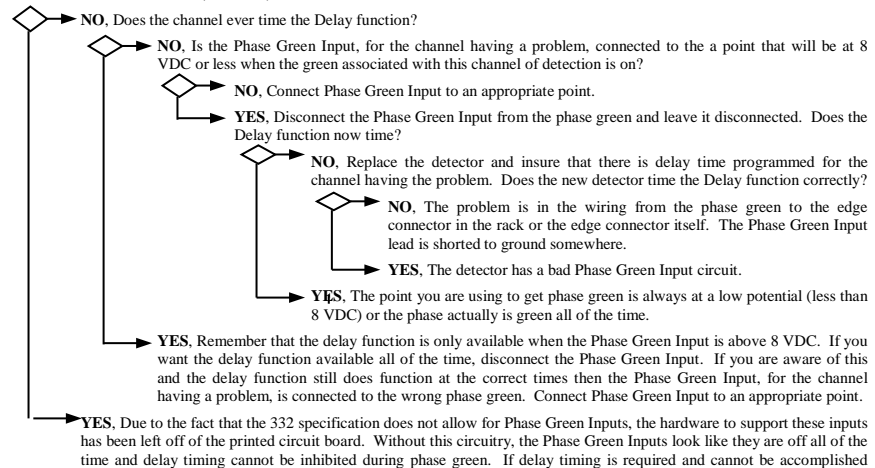 NO, Does the channel ever time the Delay function?
NO, Is the Phase Green Input, for the channel having a problem, connected to the a point that will be at 8
VDC or less when the green associated with this channel of detection is on?
NO, Connect Phase Green Input to an appropriate point.
YES, Disconnect the Phase Green Input from the phase green and leave it disconnected. Does the
Delay function now time?
NO, Replace the detector and insure that there is delay time programmed for the
channel having the problem. Does the new detector time the Delay function correctly?
NO, The problem is in the wiring from the phase green to the edge
connector in the rack or the edge connector itself. The Phase Green Input
lead is shorted to ground somewhere.
YES, The detector has a bad Phase Green Input circuit.
YES, The point you are using to get phase green is always at a low potential (less than
8 VDC) or the phase actually is green all of the time.
YES, Remember that the delay function is only available when the Phase Green Input is above 8 VDC. If you
want the delay function available all of the time, disconnect the Phase Green Input. If you are aware of this
and the delay function still does function at the correct times then the Phase Green Input, for the channel
having a problem, is connected to the wrong phase green. Connect Phase Green Input to an appropriate point.
YES, Due to the fact that the 332 specification does not allow for Phase Green Inputs, the hardware to support these inputs
has been left off of the printed circuit board. Without this circuitry, the Phase Green Inputs look like they are off all of the
time and delay timing cannot be inhibited during phase green. If delay timing is required and cannot be accomplished